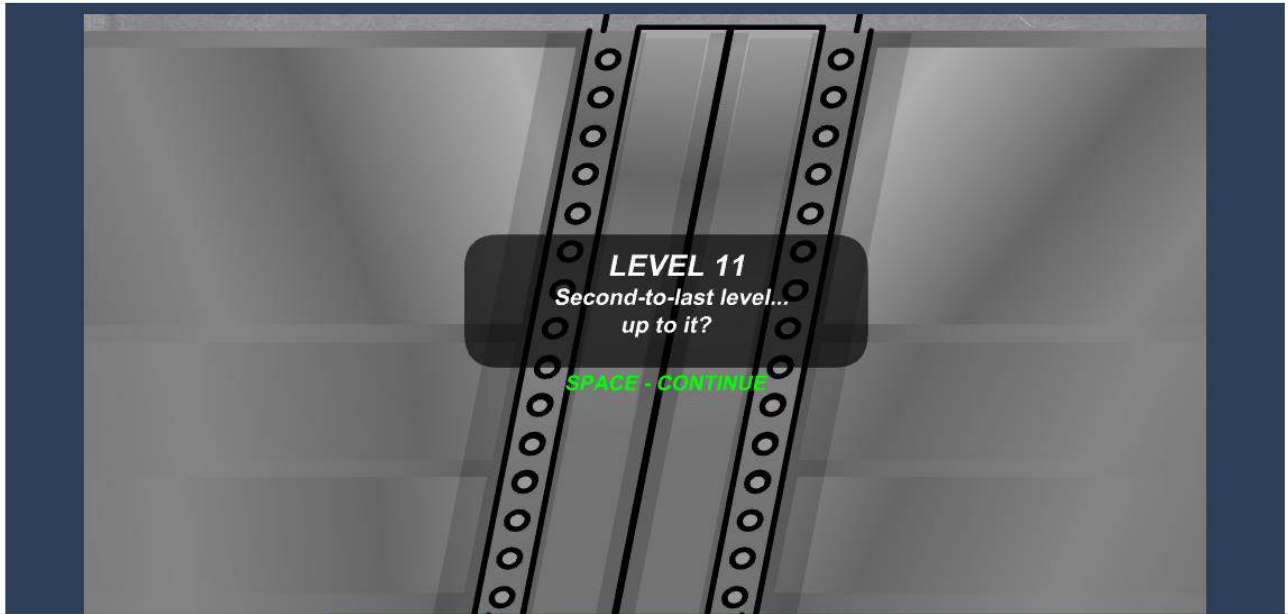 LEVEL 11
Second-to-last level...
up to it?
SPACE - CONTINUE